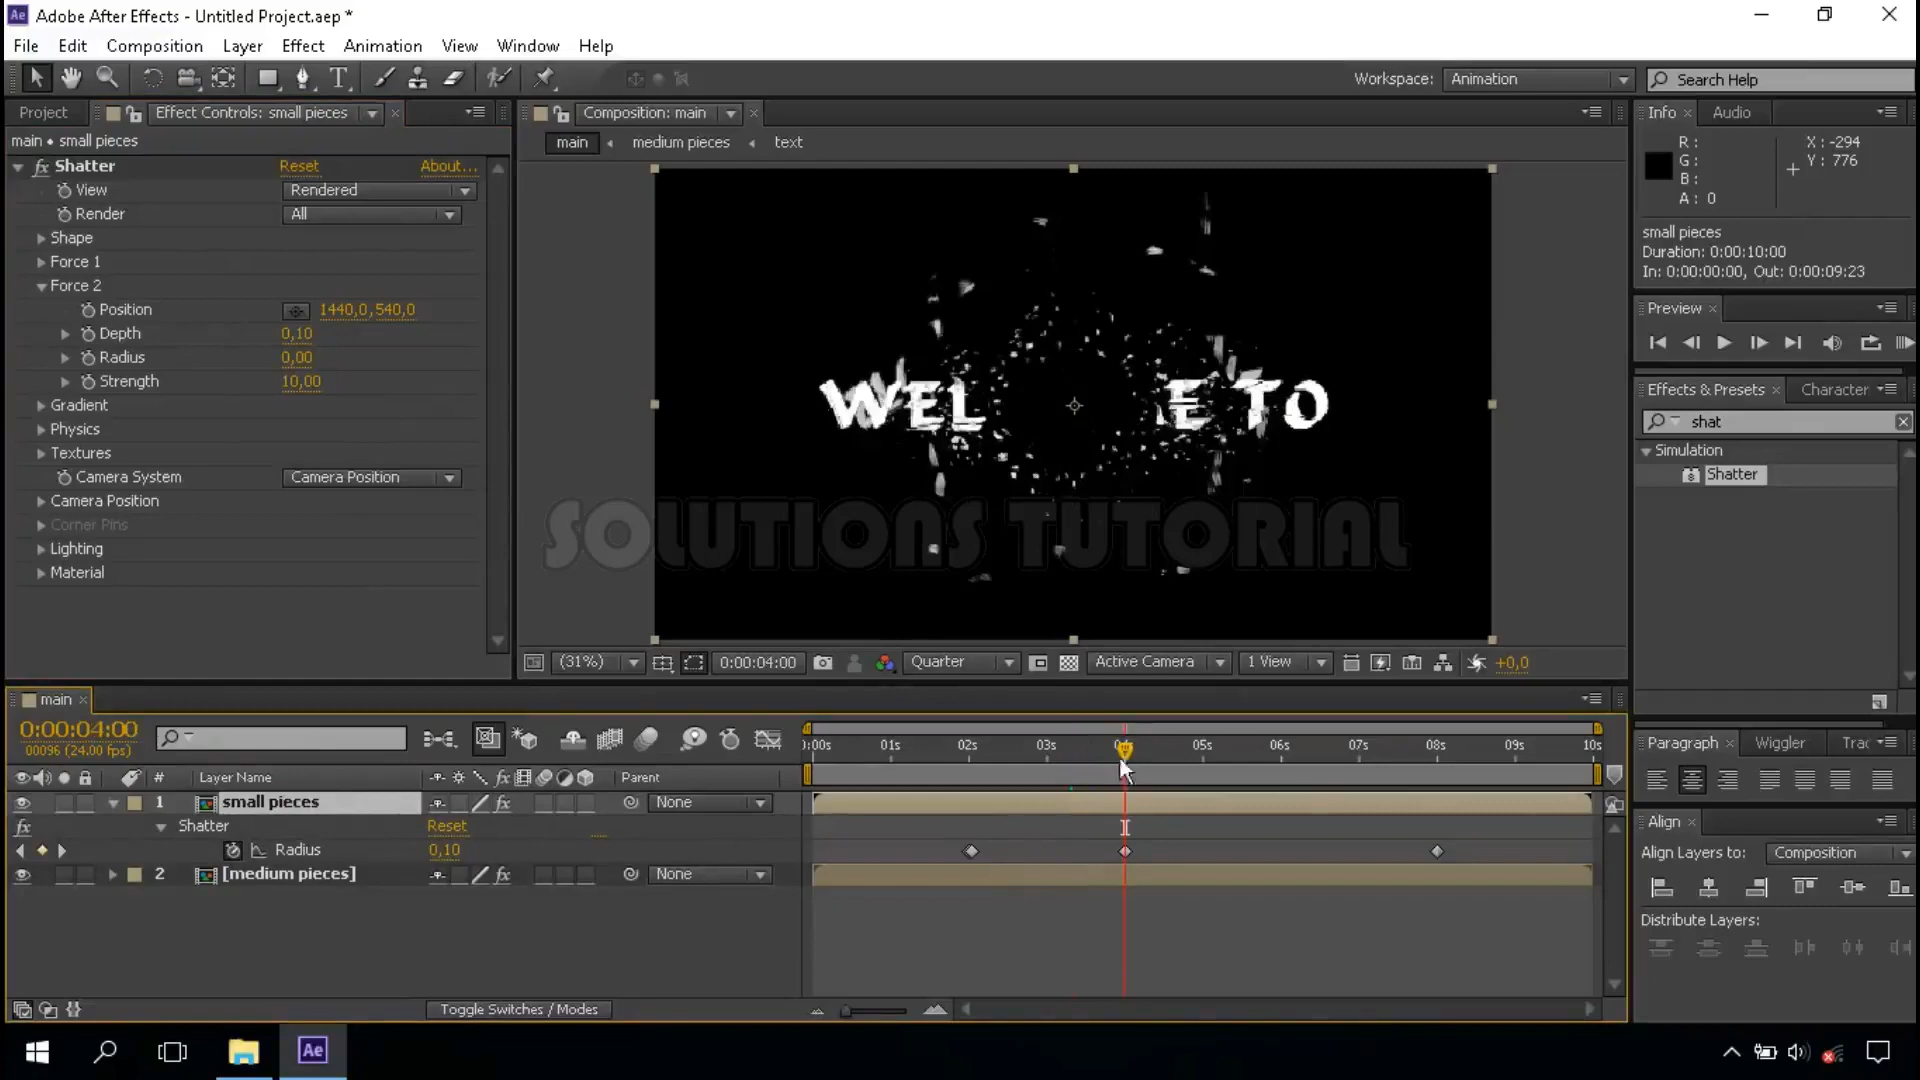 Ae Adobe After Effects - Untitled Project.aep *
File Edit Composition Layer Effect Animation View Window Help
Workspace: Animation Search Help
Project Effect Controls: small pieces
main • small pieces
fx Shatter Reset About...
View Rendered
Render All
Shape
Force 1
Force 2
Position 1440,0,540,0
Depth 0,10
Radius 0,00
Strength 10,00
Gradient
Physics
Textures
Camera System Camera Position
Camera Position
Corner Pins
Lighting
Material
Composition: main
main medium pieces text
WEL E TO
SOLUTIONS TUTORIAL
(31%) 0:00:04:00 Quarter Active Camera 1 View +0,0
Info Audio
R: X: -294
G: Y: 776
B:
A: 0
small pieces
Duration: 0:00:10:00
In: 0:00:00:00, Out: 0:00:09:23
Preview
Effects & Presets Character
shat
Simulation
Shatter
main
0:00:04:00
00096 (24.00 fps)
):00s 01s 02s 03s 05s 06s 07s 08s 09s 10s
# Layer Name fx Parent
1 small pieces fx None
fx Shatter Reset
Radius 0,10
2 [medium pieces] fx None
Toggle Switches / Modes
Paragraph Wiggler Trac
Align
Align Layers to: Composition
Distribute Layers:
Ae